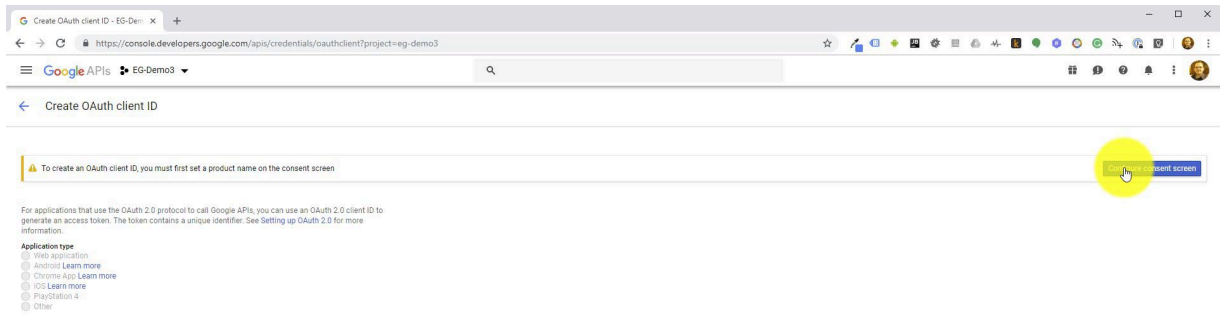 Create OAuth client ID - EG-Dem
https://console.developers.google.com/apis/credentials/oauthclient?project=eg-demo3
Google APIs EG-Demo3
Create OAuth client ID
To create an OAuth client ID, you must first set a product name on the consent screen
Configure consent screen
For applications that use the OAuth 2.0 protocol to call Google APIs, you can use an OAuth 2.0 client ID to
generate an access token. The token contains a unique identifier. See Setting up OAuth 2.0 for more
information.
Application type
Web application
Android Learn more
Chrome App Learn more
iOS Learn more
PlayStation 4
Other